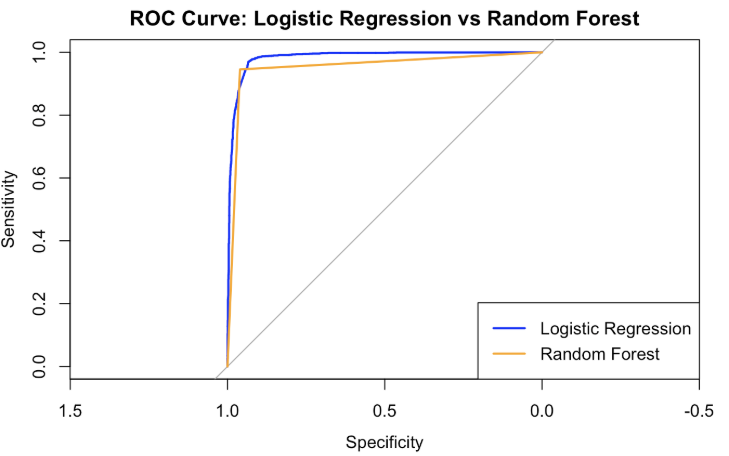 ROC Curve: Logistic Regression vs Random Forest
Sensitivity
1.0
0.8
0.6
0.4
0.2
0.0
Logistic Regression
Random Forest
1.5 1.0 0.5 0.0 -0.5
Specificity